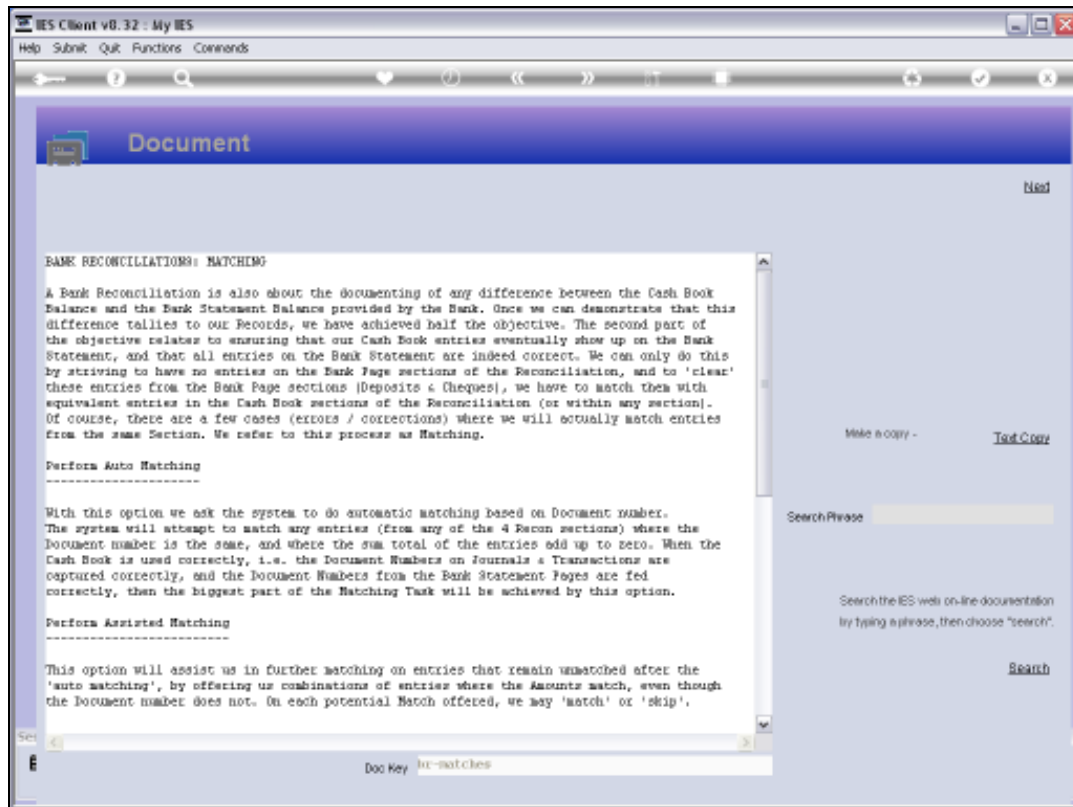 IES Client v8.32 : My IES
Help Submit Quit Functions Commands
Document
Next
BANK RECONCILIATIONS: MATCHING
A Bank Reconciliation is also about the documenting of any difference between the Cash Book
Balance and the Bank Statement Balance provided by the Bank. Once we can demonstrate that this
difference tallies to our Records, we have achieved half the objective. The second part of
the objective relates to ensuring that our Cash Book entries eventually show up on the Bank
Statement, and that all entries on the Bank Statement are indeed correct. We can only do this
by striving to have no entries on the Bank Page sections of the Reconciliation, and to 'clear'
these entries from the Bank Page sections (Deposits & Cheques), we have to match them with
equivalent entries in the Cash Book sections of the Reconciliation (or within any section).
Of course, there are a few cases (errors / corrections) where we will actually match entries
from the same Section. We refer to this process as Matching.
Make a copy -
Text Copy
Perform Auto Matching
----------------------
With this option we ask the system to do automatic matching based on Document number.
The system will attempt to match any entries (from any of the 4 Recon sections) where the
Document number is the same, and where the sum total of the entries add up to zero. When the
Cash Book is used correctly, i.e. the Document Numbers on Journals & Transactions are
captured correctly, and the Document Numbers from the Bank Statement Pages are fed
correctly, then the biggest part of the Matching Task will be achieved by this option.
Search Phrase
Search the IES web on-line documentation
by typing a phrase, then choose "search".
Perform Assisted Matching
--------------------------
This option will assist us in further matching on entries that remain unmatched after the
'auto matching', by offering us combinations of entries where the Amounts match, even though
the Document number does not. On each potential Match offered, we may 'match' or 'skip'.
Search
Ses
Doc Key br-matches